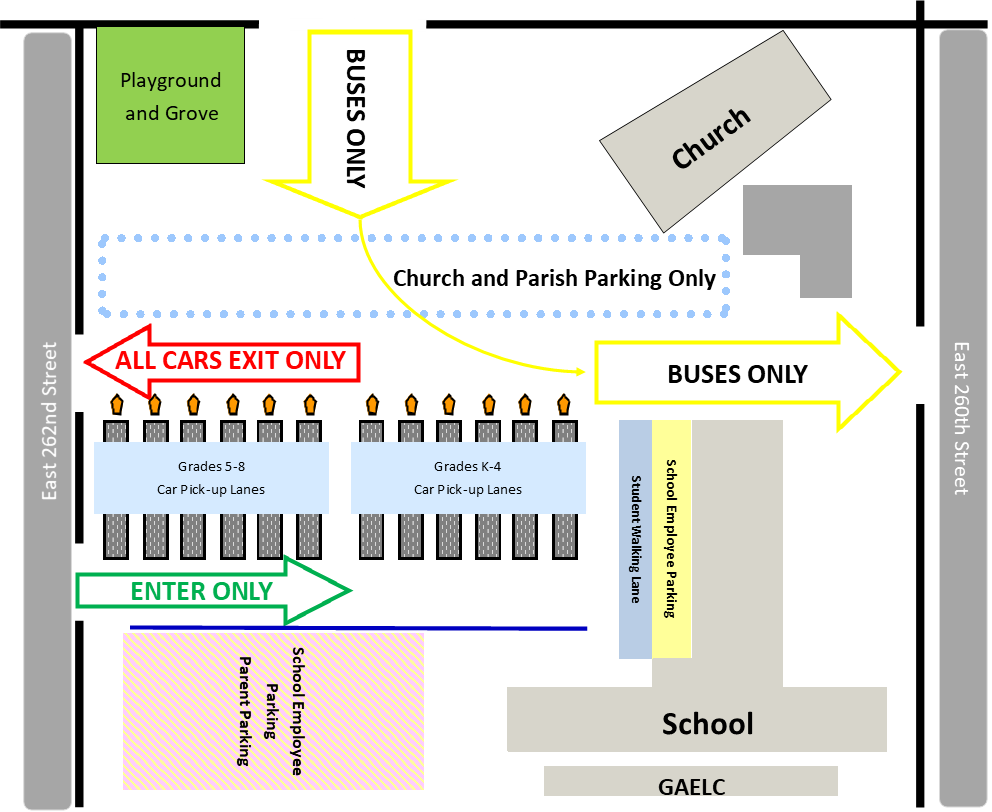 Playground
and Grove
BUSES ONLY
Church
Church and Parish Parking Only
ALL CARS EXIT ONLY
BUSES ONLY
East 262nd Street
East 260th Street
Grades 5-8
Car Pick-up Lanes
Grades K-4
Car Pick-up Lanes
Student Walking Lane
School Employee Parking
ENTER ONLY
School Employee
Parking
Parent Parking
School
GAELC